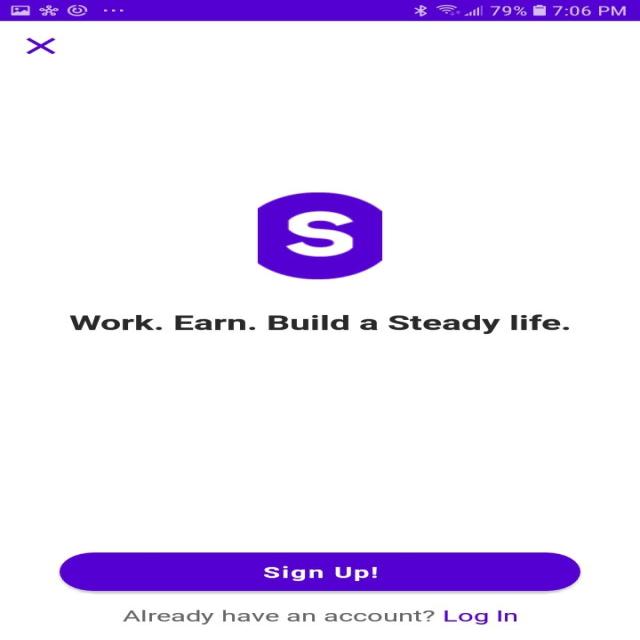 79% 7:06 PM
S
Work. Earn. Build a Steady life.
Sign Up!
Already have an account? Log In